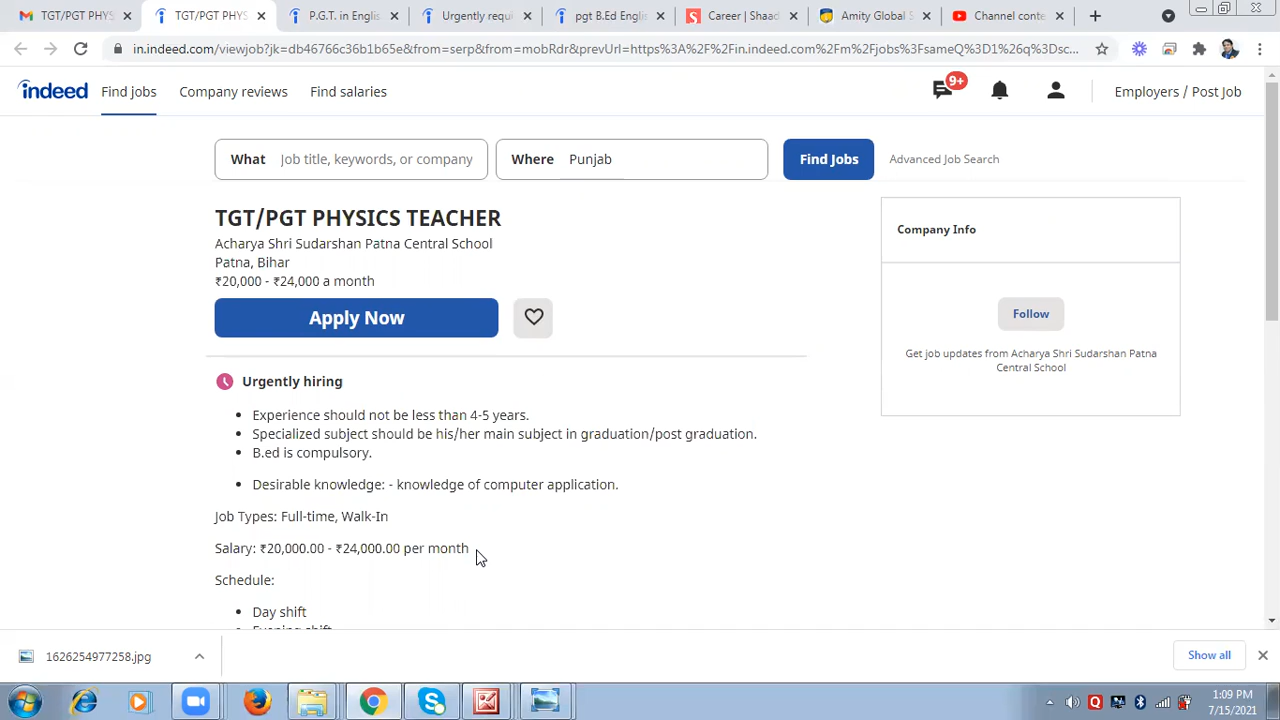 TGT/PGT PHYS
TGT/PGT PHYS
P.G.T. in Engli
Urgently requ
pgt B.Ed Engl
Career | Shaad
Amity Global S
Channel conte
in.indeed.com/viewjob?jk=db46766c36b1b65e&from=serp&from=mobRdr&prevUrl=https%3A%2F%2Fin.indeed.com%2Fm%2Fjobs%3FsameQ%3D1%26q%3Dsc...
indeed
Find jobs
Company reviews
Find salaries
9+
Employers / Post Job
What
Job title, keywords, or company
Where
Punjab
Find Jobs
Advanced Job Search
TGT/PGT PHYSICS TEACHER
Acharya Shri Sudarshan Patna Central School
Patna, Bihar
₹20,000 - ₹24,000 a month
Apply Now
Company Info
Follow
Get job updates from Acharya Shri Sudarshan Patna
Central School
Urgently hiring
• Experience should not be less than 4-5 years.
• Specialized subject should be his/her main subject in graduation/post graduation.
• B.ed is compulsory.
• Desirable knowledge: - knowledge of computer application.
Job Types: Full-time, Walk-In
Salary: ₹20,000.00 - ₹24,000.00 per month
Schedule:
• Day shift
• Evening shift
1626254977258.jpg
Show all
1:09 PM
7/15/2021